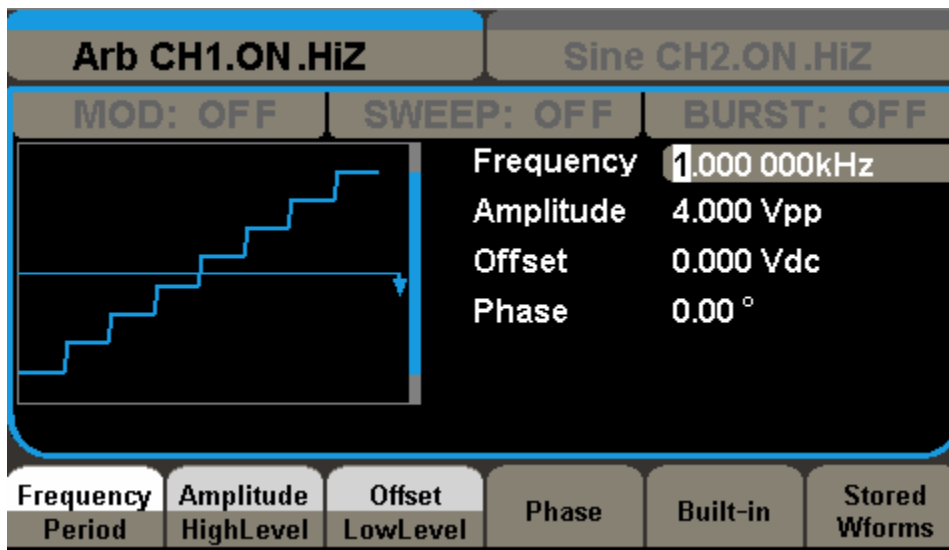 Arb CH1.ON.HiZ
Sine CH2.ON.HiZ
MOD: OFF
SWEEP: OFF
BURST: OFF
Frequency 1.000 000kHz
Amplitude 4.000 Vpp
Offset 0.000 Vdc
Phase 0.00 °
Frequency
Period
Amplitude
HighLevel
Offset
LowLevel
Phase
Built-in
Stored
Wforms